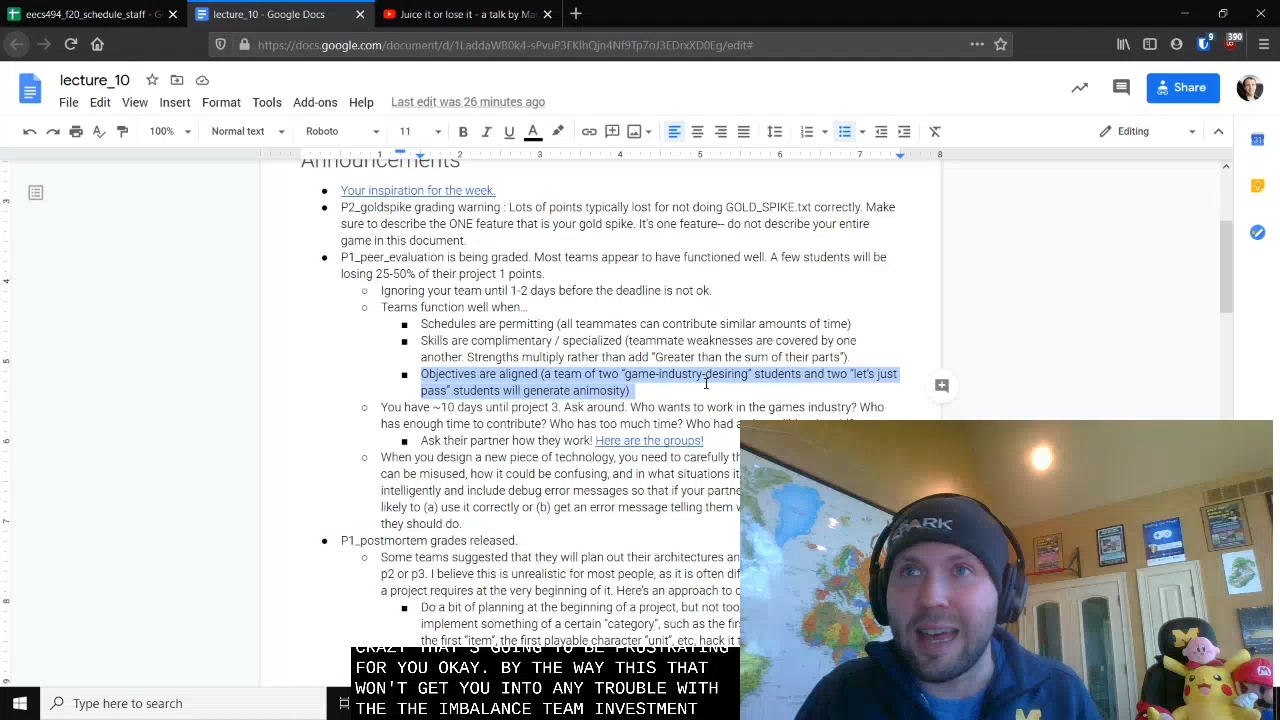 eecs494_f20_schedule_staff - G
lecture_10 - Google Docs
Juice it or lose it - a talk by Ma
https://docs.google.com/document/d/1LaddaWB0k4-sPvuP3FKlhQjn4Nf9Tp7oJ3EDrxXD0Eg/edit#
9
390
lecture_10
File Edit View Insert Format Tools Add-ons Help Last edit was 26 minutes ago
Share
100% Normal text Roboto 11 Editing
1 2 3 4 5 6 7 8
Announcements
Your inspiration for the week.
P2_goldspike grading warning : Lots of points typically lost for not doing GOLD_SPIKE.txt correctly. Make
sure to describe the ONE feature that is your gold spike. It's one feature-- do not describe your entire
game in this document.
P1_peer_evaluation is being graded. Most teams appear to have functioned well. A few students will be
losing 25-50% of their project 1 points.
Ignoring your team until 1-2 days before the deadline is not ok.
Teams function well when...
Schedules are permitting (all teammates can contribute similar amounts of time)
Skills are complimentary / specialized (teammate weaknesses are covered by one
another. Strengths multiply rather than add “Greater than the sum of their parts”).
Objectives are aligned (a team of two “game-industry-desiring” students and two “let's just
pass” students will generate animosity)
You have ~10 days until project 3. Ask around. Who wants to work in the games industry? Who
has enough time to contribute? Who has too much time? Who had a
Ask their partner how they work! Here are the groups!
When you design a new piece of technology, you need to carefully th
can be misused, how it could be confusing, and in what situations it
intelligently and include debug error messages so that if your partne
likely to (a) use it correctly or (b) get an error message telling them w
they should do.
P1_postmortem grades released.
Some teams suggested that they will plan out their architectures an
p2 or p3. I believe this is unrealistic for most people, as it is often dif
a project requires at the very beginning of it. Here's an approach to c
Do a bit of planning at the beginning of a project, but not too
implement something of a certain “category”, such as the firs
the first “item”, the first playable character “unit”, etc, hack it t
CRAZY THAT'S GOING TO BE FRUSTRATING
FOR YOU OKAY. BY THE WAY THIS THAT
WON'T GET YOU INTO ANY TROUBLE WITH
THE THE IMBALANCE TEAM INVESTMENT
Type here to search